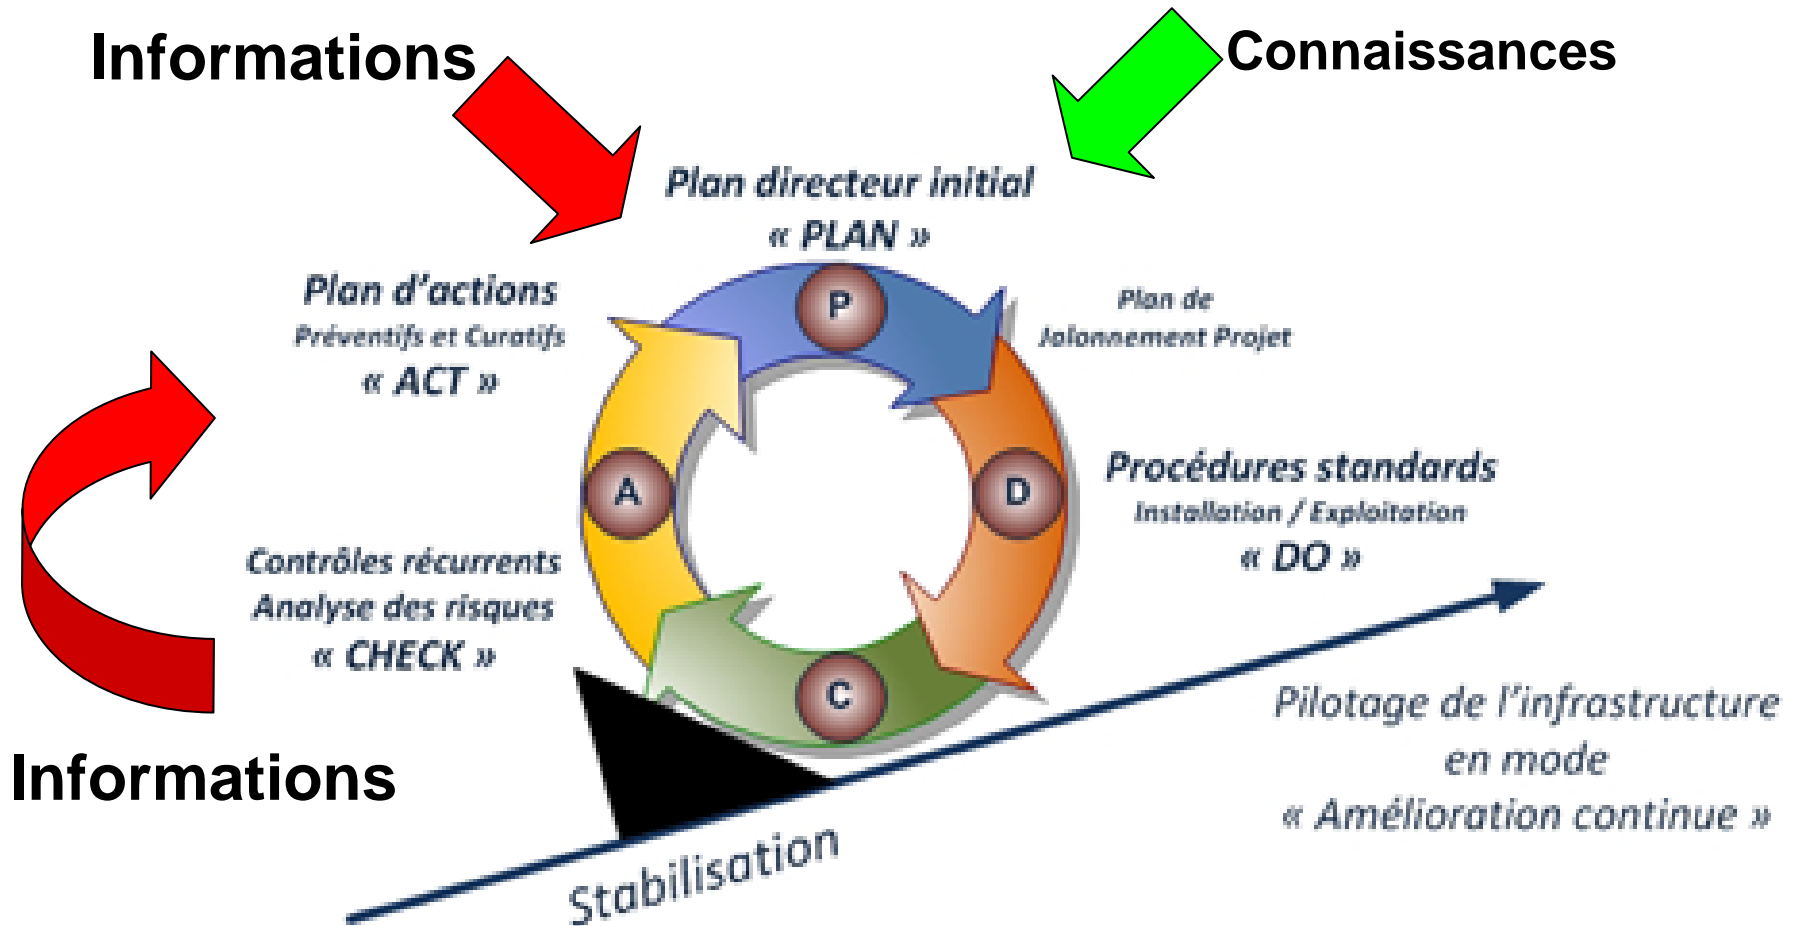 Informations
Connaissances
Plan directeur initial
« PLAN »
Plan d'actions
Préventifs et Curatifs
« ACT »
Plan de
Jalonnement Projet
P
A
D
C
Procédures standards
Installation / Exploitation
« DO »
Contrôles récurrents
Analyse des risques
« CHECK »
Informations
Pilotage de l'infrastructure
en mode
« Amélioration continue »
Stabilisation